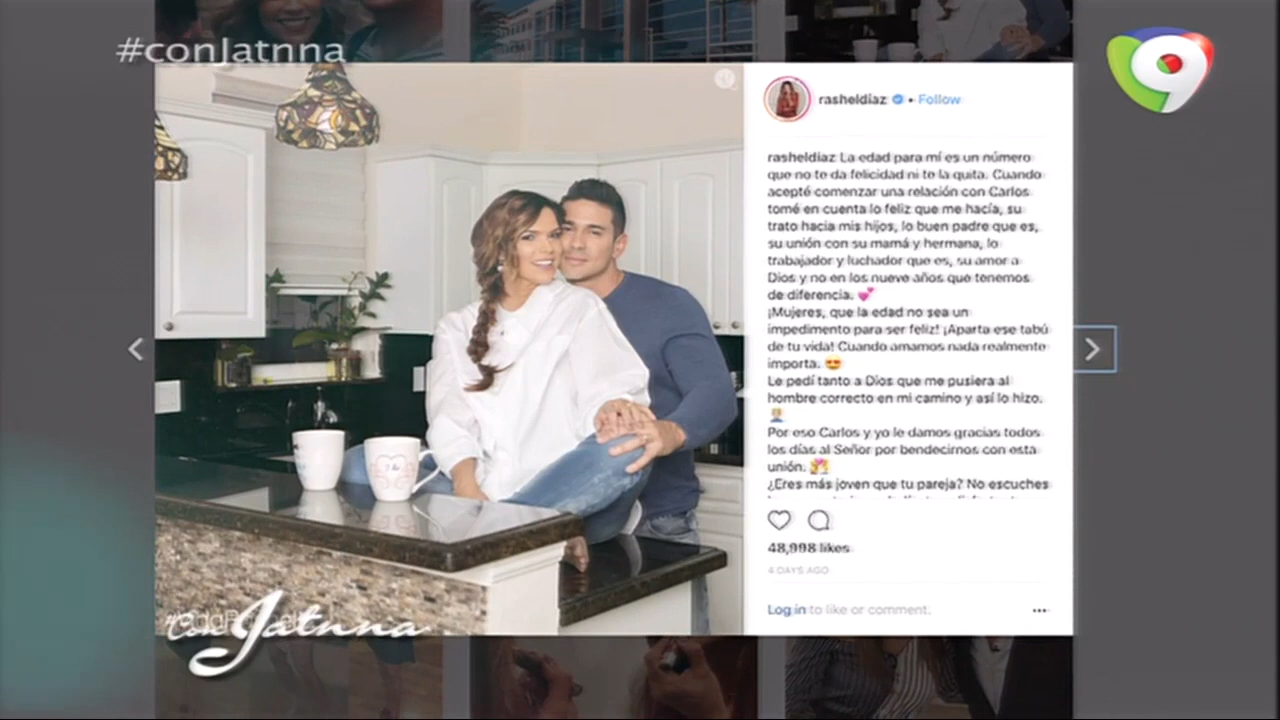 #conJatnna
9
rasheldiaz • Follow
rasheldiaz La edad para mí es un número
que no te da felicidad ni te la quita. Cuando
acepté comenzar una relación con Carlos
tomé en cuenta lo feliz que me hacía, su
trato hacia mis hijos, lo buen padre que es,
su unión con su mamá y hermana, lo
trabajador y luchador que es, su amor a
Dios y no en los nueve años que tenemos
de diferencia. 💕
¡Mujeres, que la edad no sea un
impedimento para ser feliz! ¡Aparta ese tabú
de tu vida! Cuando amamos nada realmente
importa. 😍
Le pedí tanto a Dios que me pusiera al
hombre correcto en mi camino y así lo hizo.
Por eso Carlos y yo le damos gracias todos
los días al Señor por bendecirnos con esta
unión.
¿Eres más joven que tu pareja? No escuches
48,998 likes
4 DAYS AGO
Log in to like or comment.
Con Jatnna